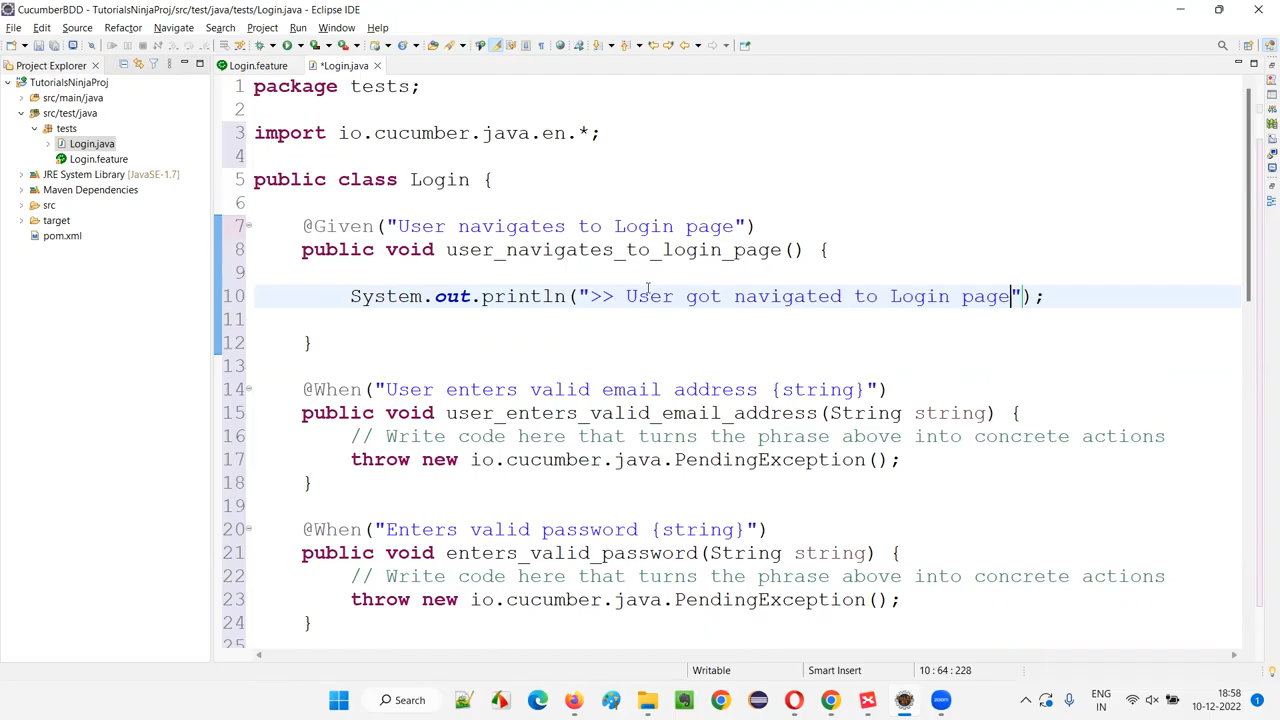 CucumberBDD - TutorialsNinjaProj/src/test/java/tests/Login.java - Eclipse IDE
File Edit Source Refactor Navigate Search Project Run Window Help
Project Explorer
Login.feature
*Login.java
TutorialsNinjaProj
src/main/java
src/test/java
tests
Login.java
Login.feature
JRE System Library [JavaSE-1.7]
Maven Dependencies
src
target
pom.xml
1 package tests;
2
3 import io.cucumber.java.en.*;
4
5 public class Login {
6
7 @Given("User navigates to Login page")
8 public void user_navigates_to_login_page() {
9
10 System.out.println(">> User got navigated to Login page");
11
12 }
13
14 @When("User enters valid email address {string}")
15 public void user_enters_valid_email_address(String string) {
16 // Write code here that turns the phrase above into concrete actions
17 throw new io.cucumber.java.PendingException();
18 }
19
20 @When("Enters valid password {string}")
21 public void enters_valid_password(String string) {
22 // Write code here that turns the phrase above into concrete actions
23 throw new io.cucumber.java.PendingException();
24 }
25
Writable Smart Insert 10 : 64 : 228
Search
ENG
IN
18:58
10-12-2022
1